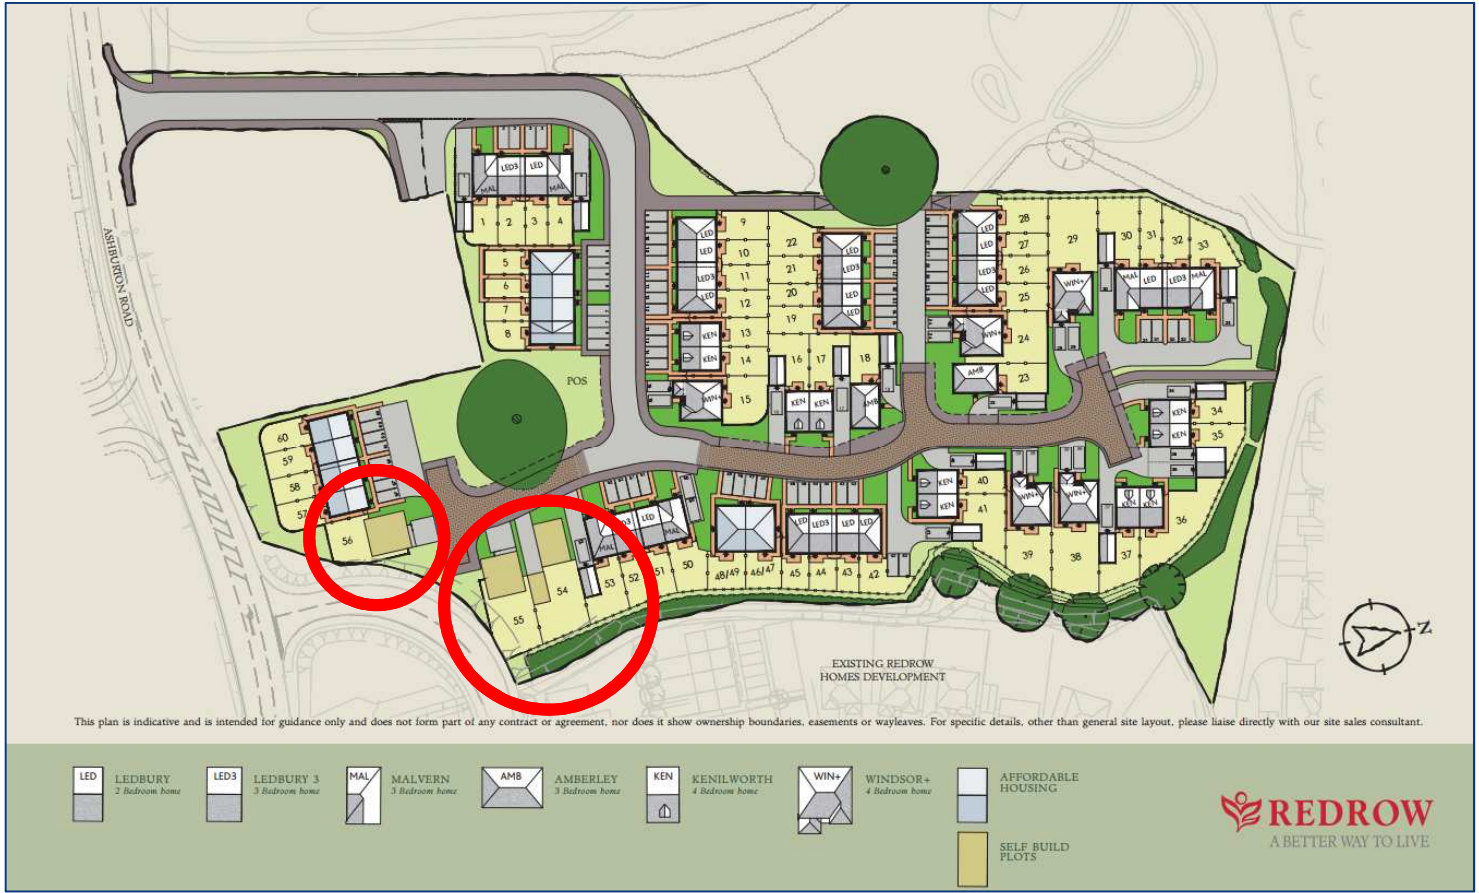 ASHBURTON ROAD
MAL LED3 LED MAL
1 2 3 4
5
6
7
8
POS
LED
LED
LED3
LED
KEN
KEN
WIN+
9
10
11
12
13
14
15
22
21
20
19
LED
LED3
LED
LED
16 17 18
KEN KEN AMB
LED
LED
LED3
LED
WIN+
AMB
28
27
26
25
24
23
29
WIN+
30 31 32 33
MAL LED LED3 MAL
KEN
KEN
34
35
60
59
58
57
56
55
54
53 52 51 50
MAL LED3 LED MAL
48/49 46/47
LED LED3 LED LED
45 44 43 42
KEN
KEN
40
41
WIN+ WIN+
39 38 37
KEN KEN
36
EXISTING REDROW
HOMES DEVELOPMENT
N
This plan is indicative and is intended for guidance only and does not form part of any contract or agreement, nor does it show ownership boundaries, easements or wayleaves. For specific details, other than general site layout, please liaise directly with our site sales consultant.
LED
LEDBURY
2 Bedroom home
LED3
LEDBURY 3
3 Bedroom home
MAL
MALVERN
3 Bedroom home
AMB
AMBERLEY
3 Bedroom home
KEN
KENILWORTH
4 Bedroom home
WIN+
WINDSOR+
4 Bedroom home
AFFORDABLE
HOUSING
SELF BUILD
PLOTS
REDROW
A BETTER WAY TO LIVE